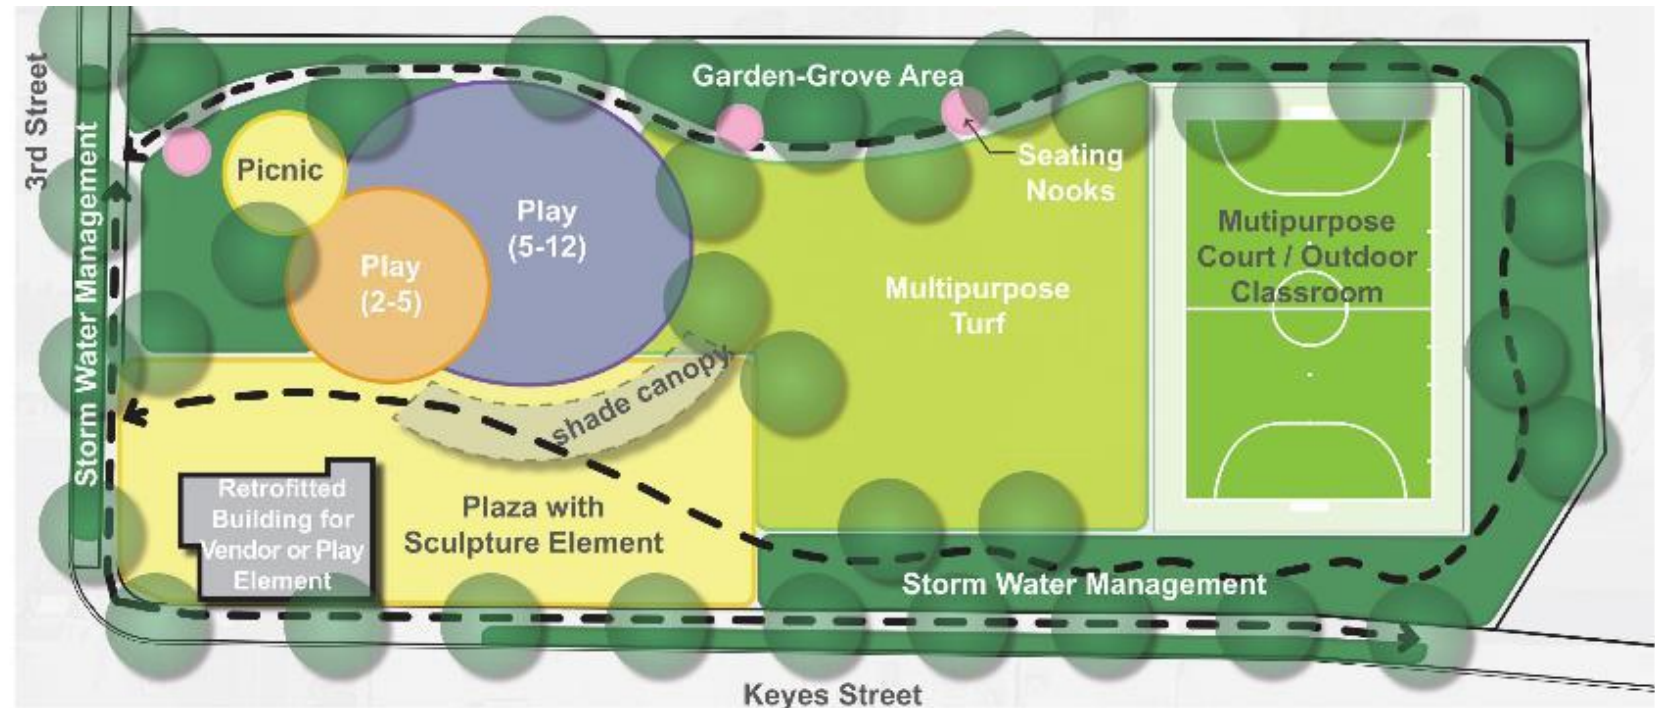 3rd Street
Storm Water Management
Garden-Grove Area
Picnic
Play
(5-12)
Play
(2-5)
Seating
Nooks
Multipurpose
Turf
Mutipurpose
Court / Outdoor
Classroom
shade canopy
Retrofitted
Building for
Vendor or Play
Element
Plaza with
Sculpture Element
Storm Water Management
Keyes Street